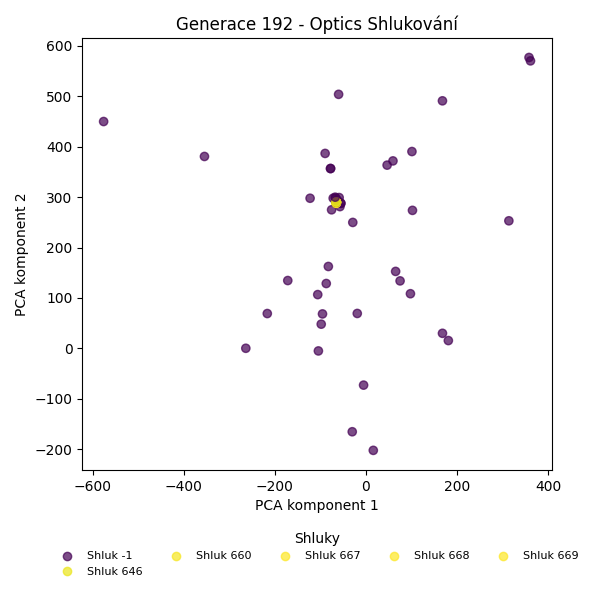 Generace 192 - Optics Shlukování
PCA komponent 2
600
500
400
300
200
100
0
−100
−200
−600
−400
−200
0
200
400
PCA komponent 1
Shluky
Shluk -1
Shluk 660
Shluk 667
Shluk 668
Shluk 669
Shluk 646